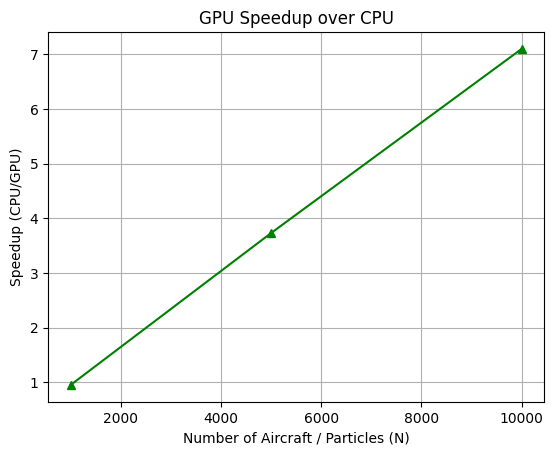 GPU Speedup over CPU
Speedup (CPU/GPU)
7
6
5
4
3
2
1
2000 4000 6000 8000 10000
Number of Aircraft / Particles (N)